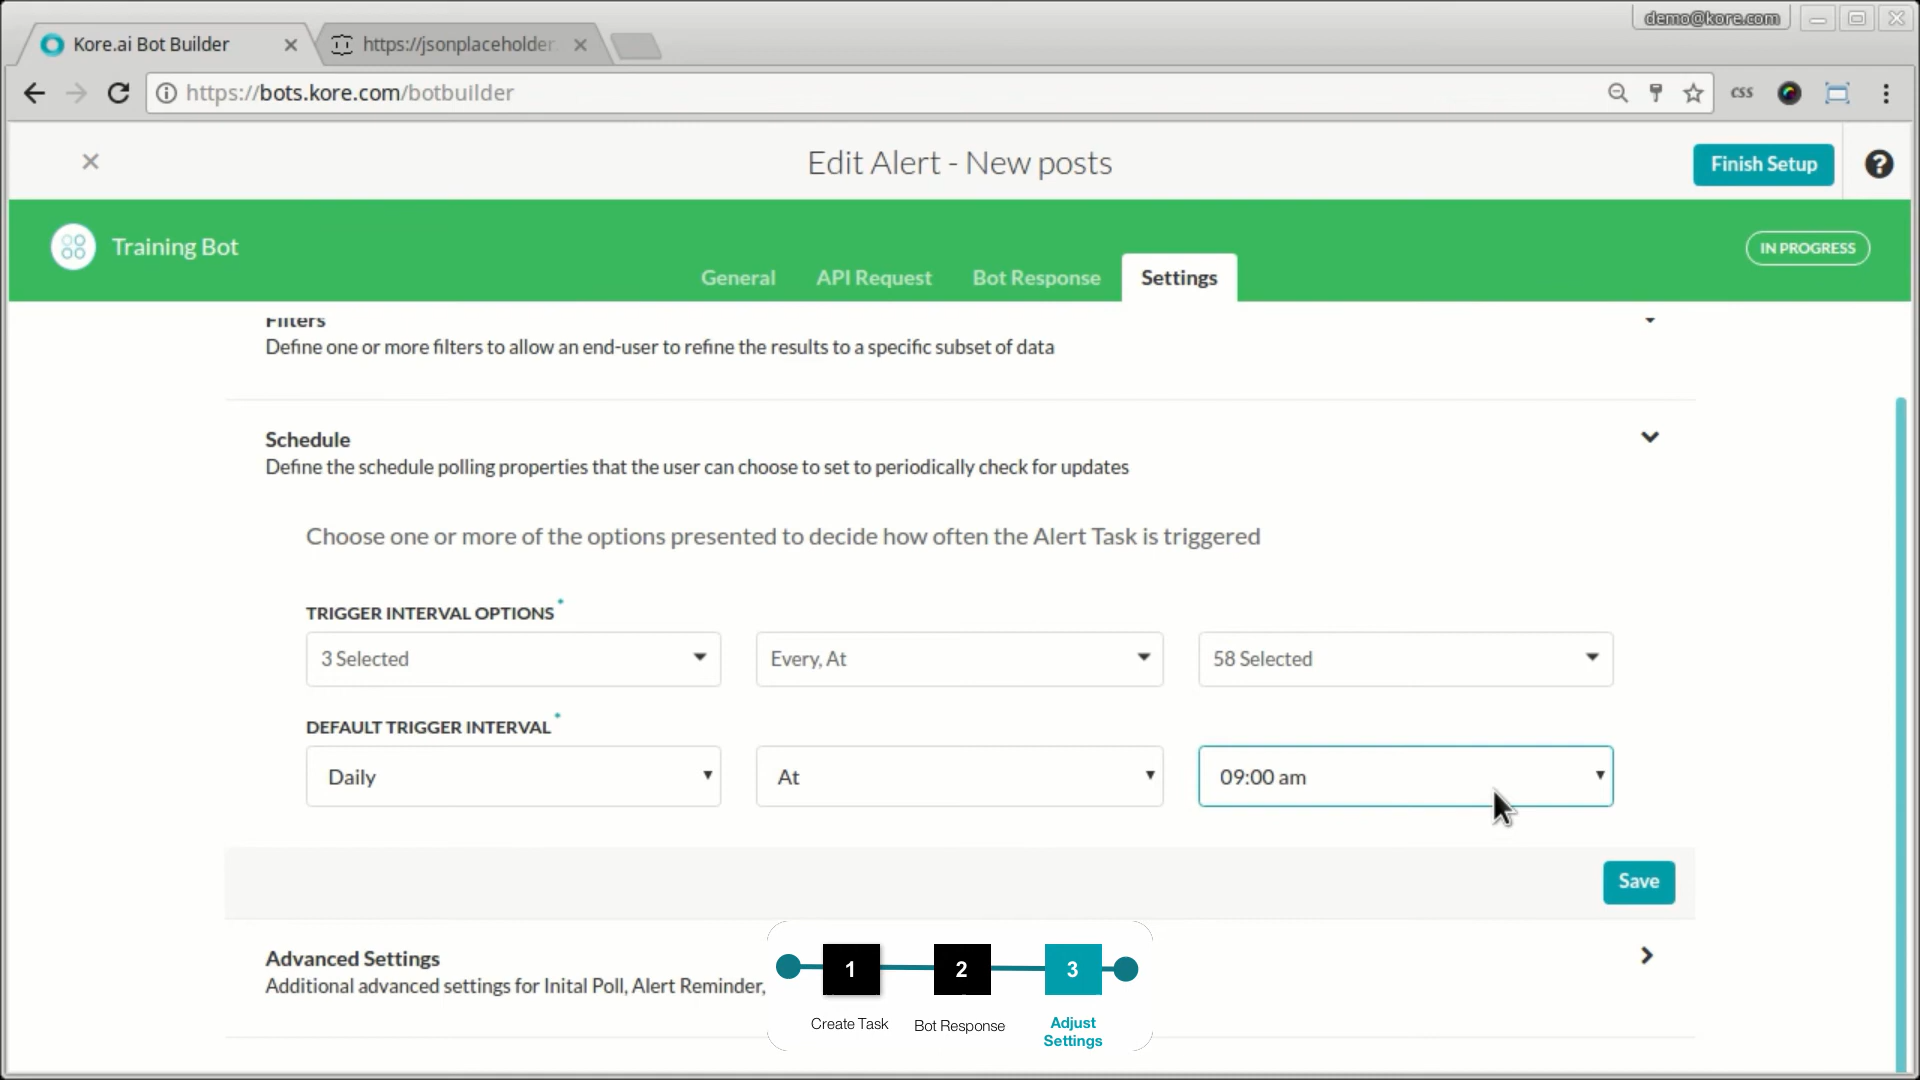 demo@kore.com
Kore.ai Bot Builder
https://jsonplaceholder.
https://bots.kore.com/botbuilder
CSS
Edit Alert - New posts
Finish Setup
?
Training Bot
IN PROGRESS
General
API Request
Bot Response
Settings
Filters
Define one or more filters to allow an end-user to refine the results to a specific subset of data
Schedule
Define the schedule polling properties that the user can choose to set to periodically check for updates
Choose one or more of the options presented to decide how often the Alert Task is triggered
TRIGGER INTERVAL OPTIONS *
3 Selected
Every, At
58 Selected
DEFAULT TRIGGER INTERVAL *
Daily
At
09:00 am
Save
Advanced Settings
Additional advanced settings for Inital Poll, Alert Reminder,
1
2
3
Create Task
Bot Response
Adjust
Settings